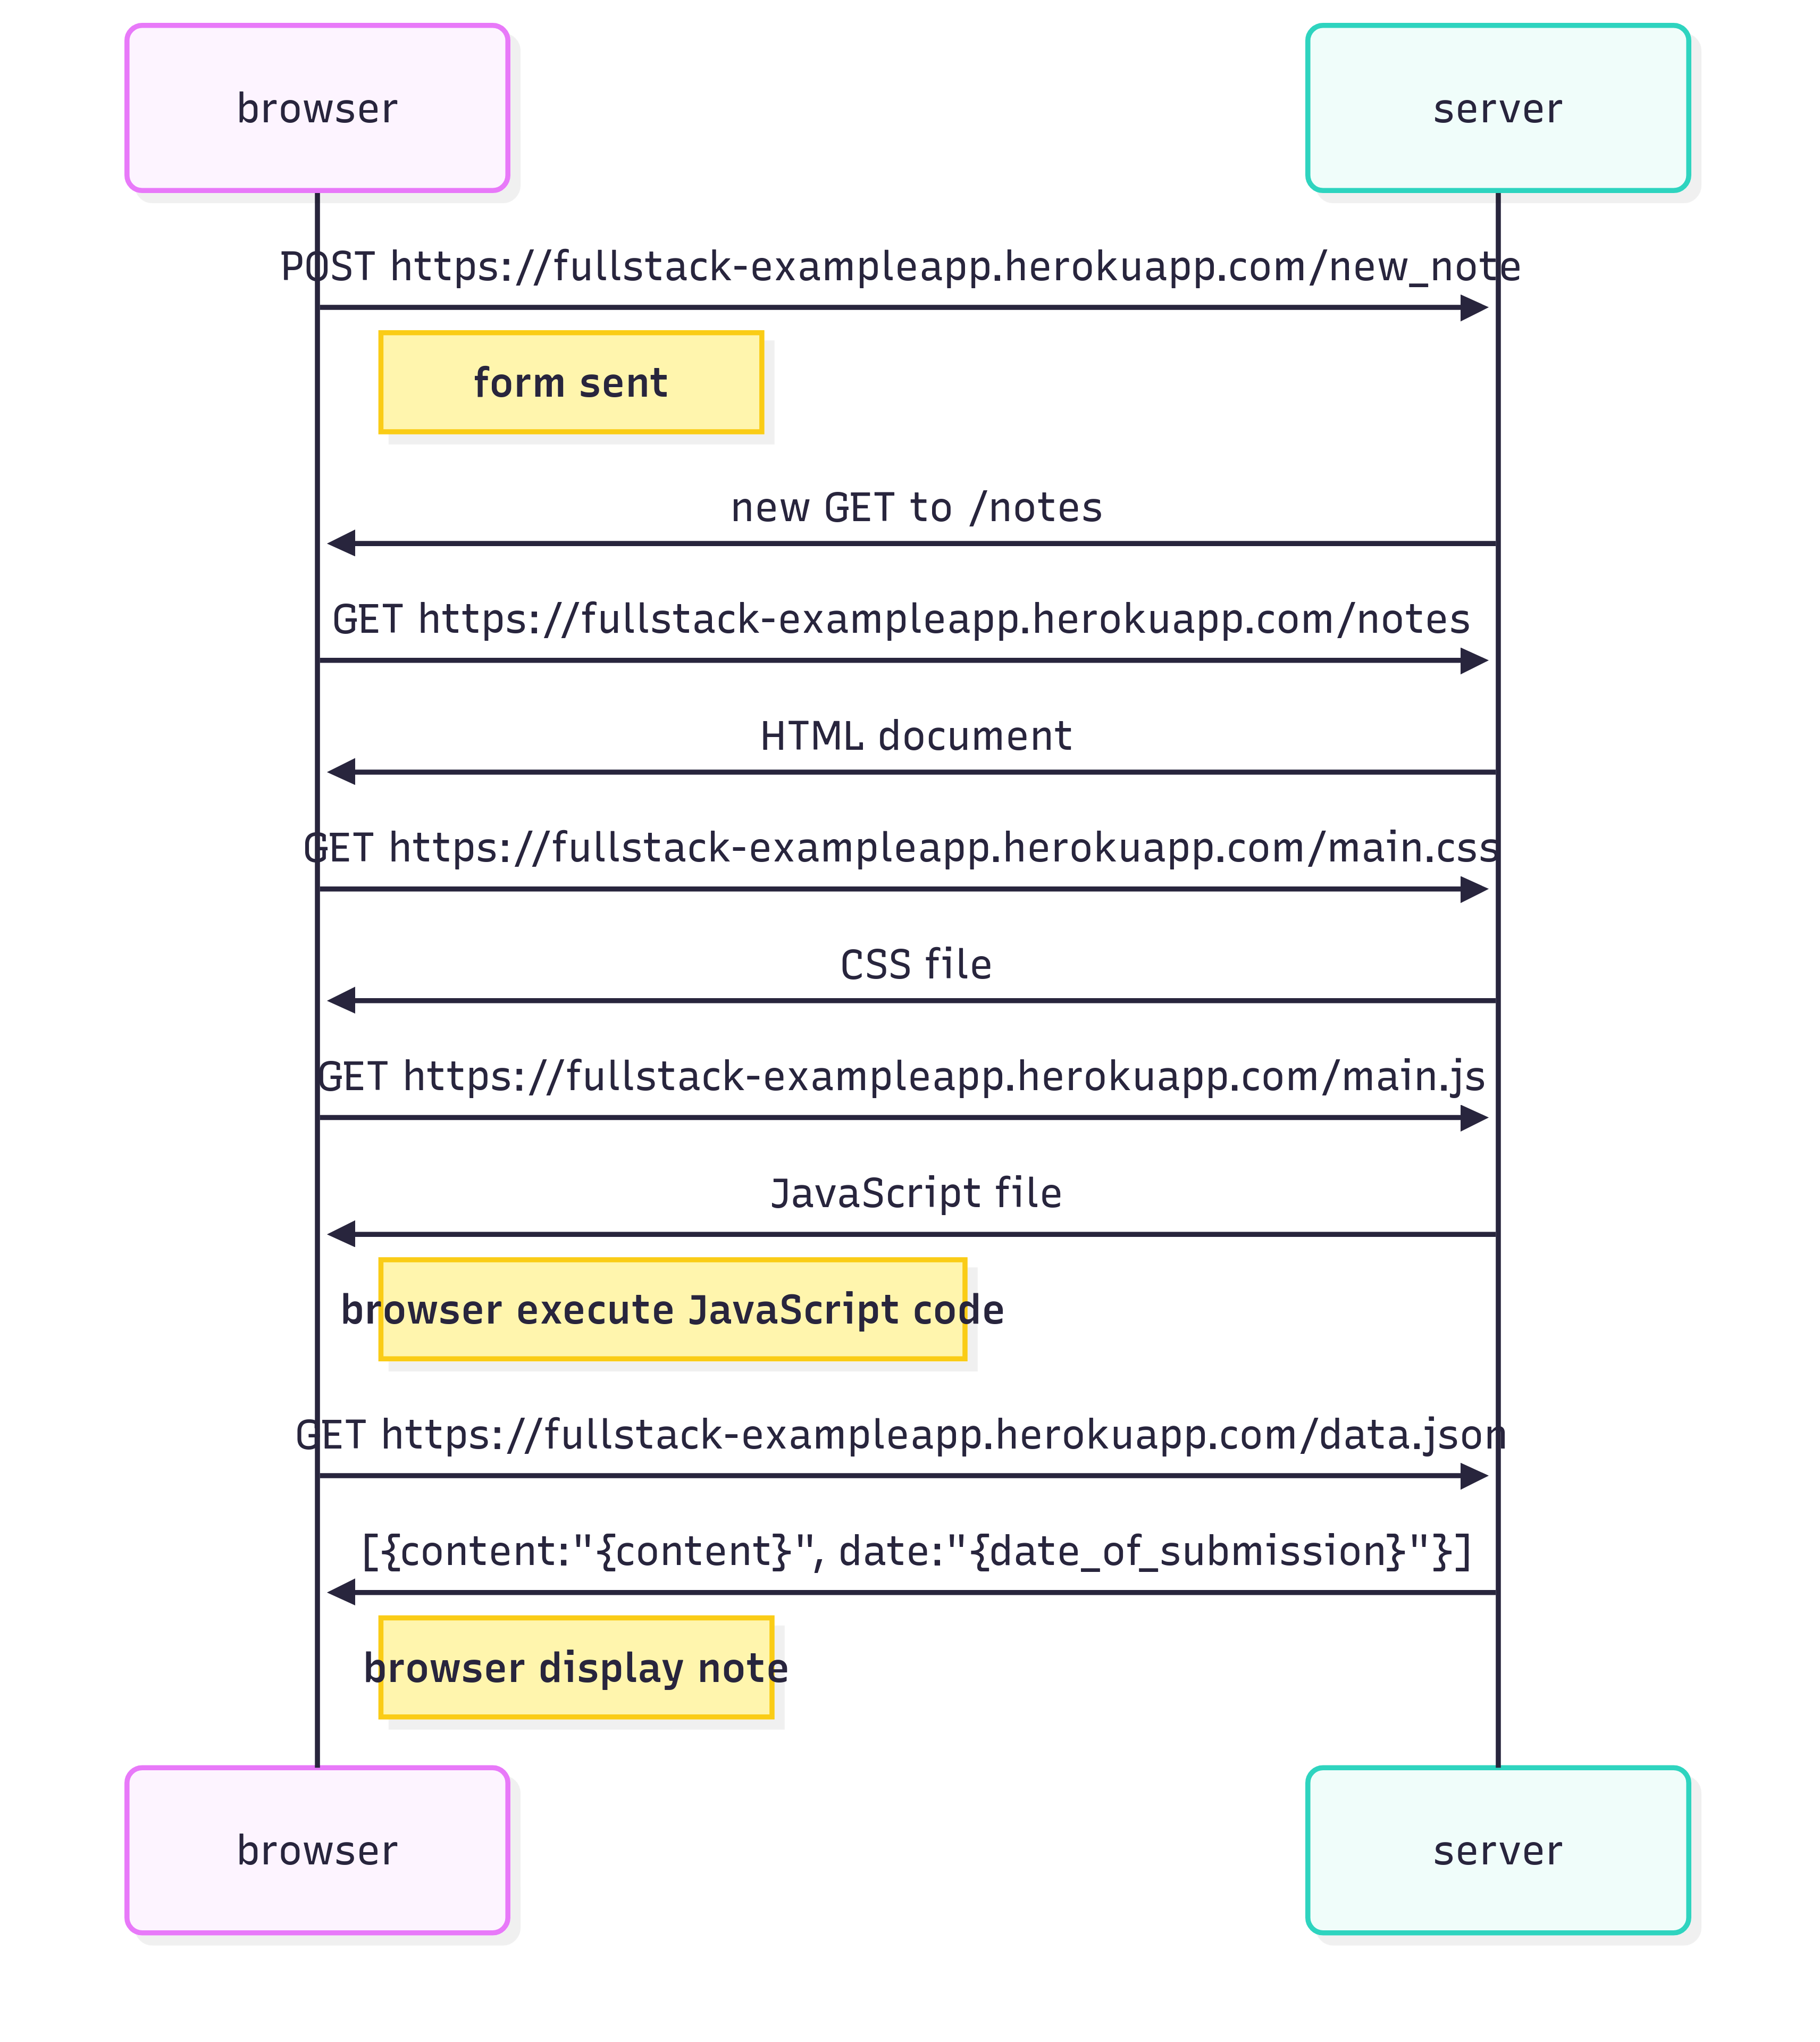 browser
server
POST https://fullstack-exampleapp.herokuapp.com/new_note
form sent
new GET to /notes
GET https://fullstack-exampleapp.herokuapp.com/notes
HTML document
GET https://fullstack-exampleapp.herokuapp.com/main.css
CSS file
GET https://fullstack-exampleapp.herokuapp.com/main.js
JavaScript file
browser execute JavaScript code
GET https://fullstack-exampleapp.herokuapp.com/data.json
[{content:"{content}", date:"{date_of_submission}"}]
browser display note
browser
server